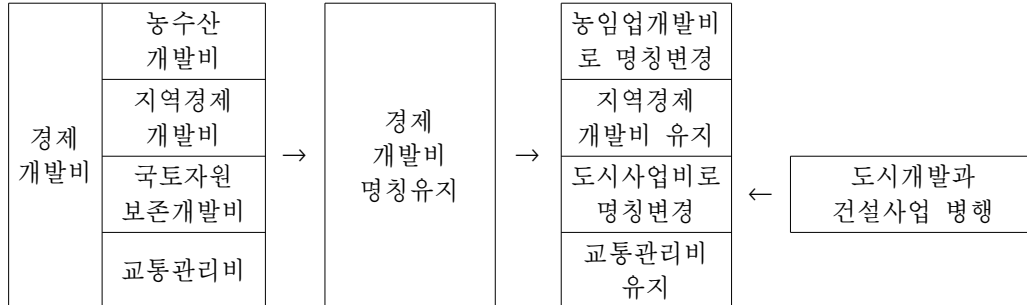 경제
개발비
농수산
개발비
지역경제
개발비
국토자원
보존개발비
교통관리비
→
경제
개발비
명칭유지
→
농임업개발비
로 명칭변경
지역경제
개발비 유지
도시사업비로
명칭변경
교통관리비
유지
←
도시개발과
건설사업 병행